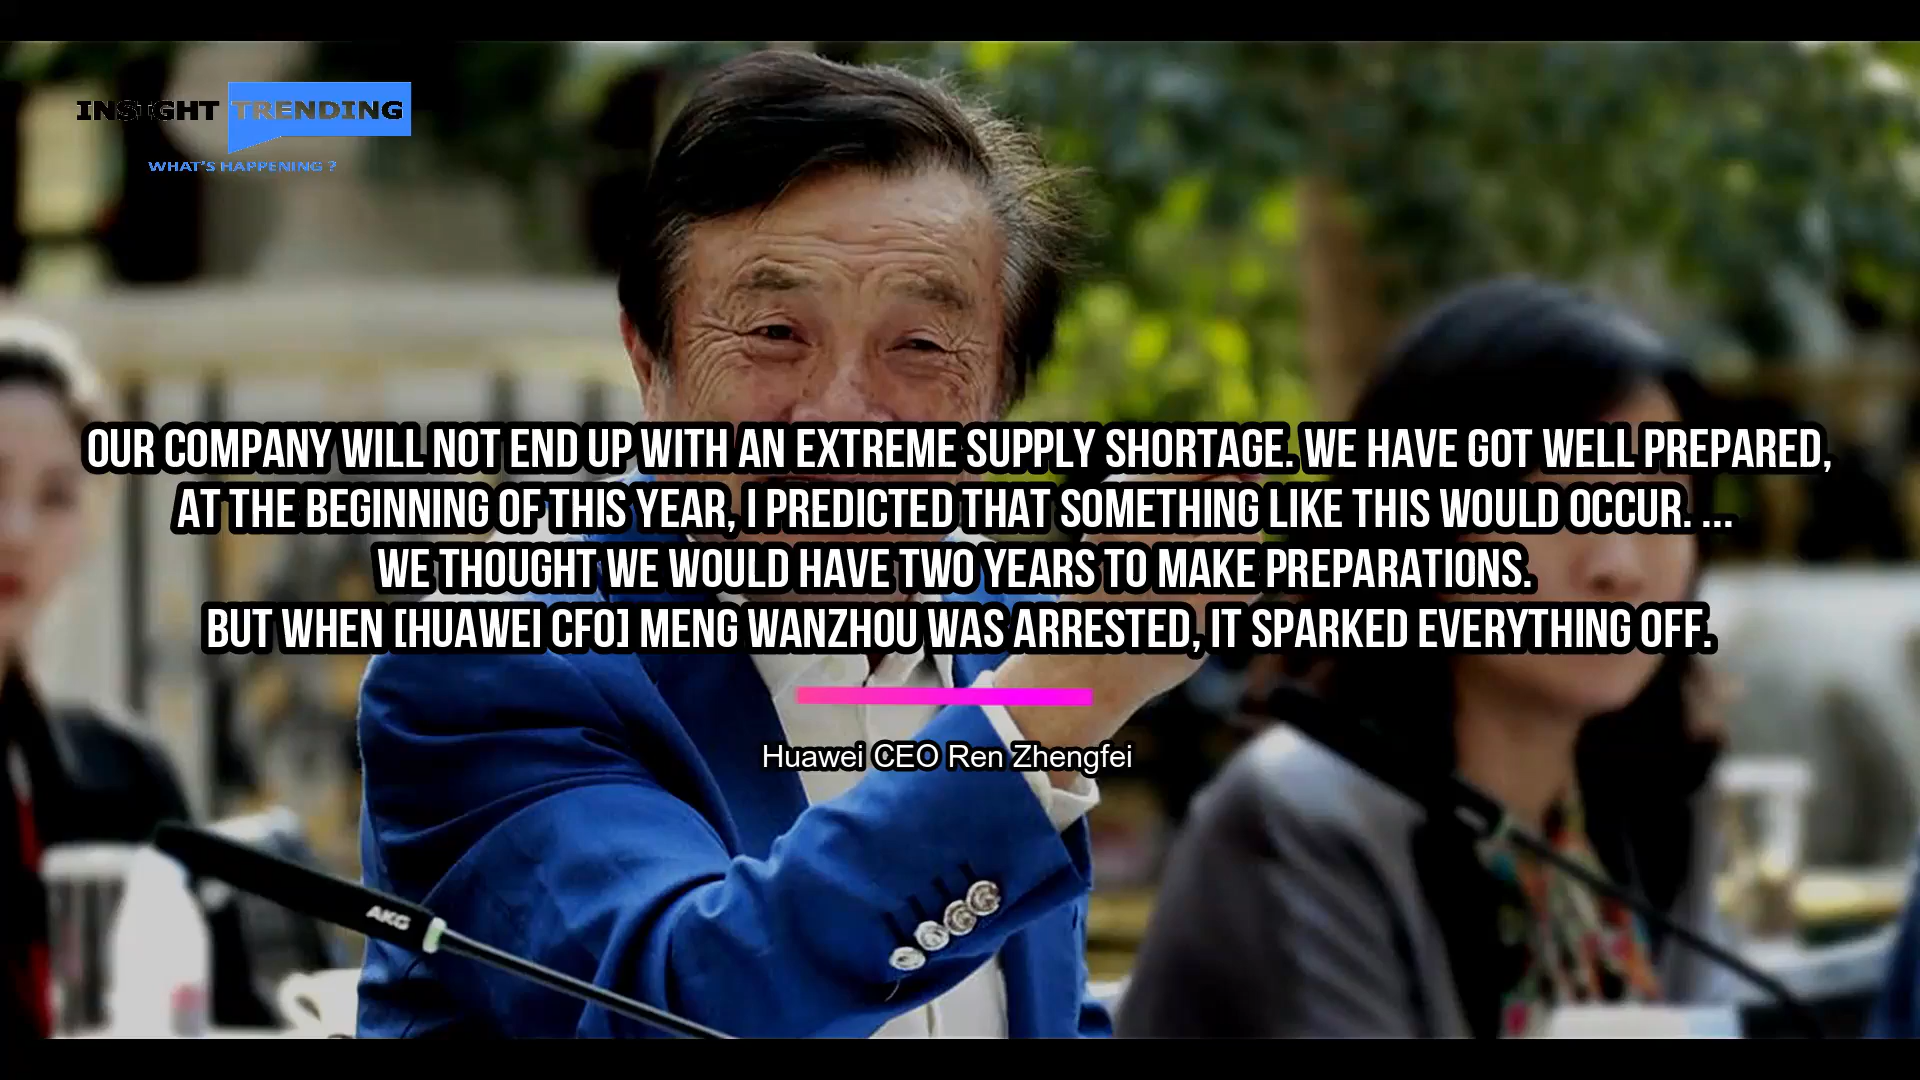 INSIGHT TRENDING
WHAT'S HAPPENING ?
OUR COMPANY WILL NOT END UP WITH AN EXTREME SUPPLY SHORTAGE. WE HAVE GOT WELL PREPARED,
AT THE BEGINNING OF THIS YEAR, I PREDICTED THAT SOMETHING LIKE THIS WOULD OCCUR. ...
WE THOUGHT WE WOULD HAVE TWO YEARS TO MAKE PREPARATIONS.
BUT WHEN [HUAWEI CFO] MENG WANZHOU WAS ARRESTED, IT SPARKED EVERYTHING OFF.
Huawei CEO Ren Zhengfei
AKG